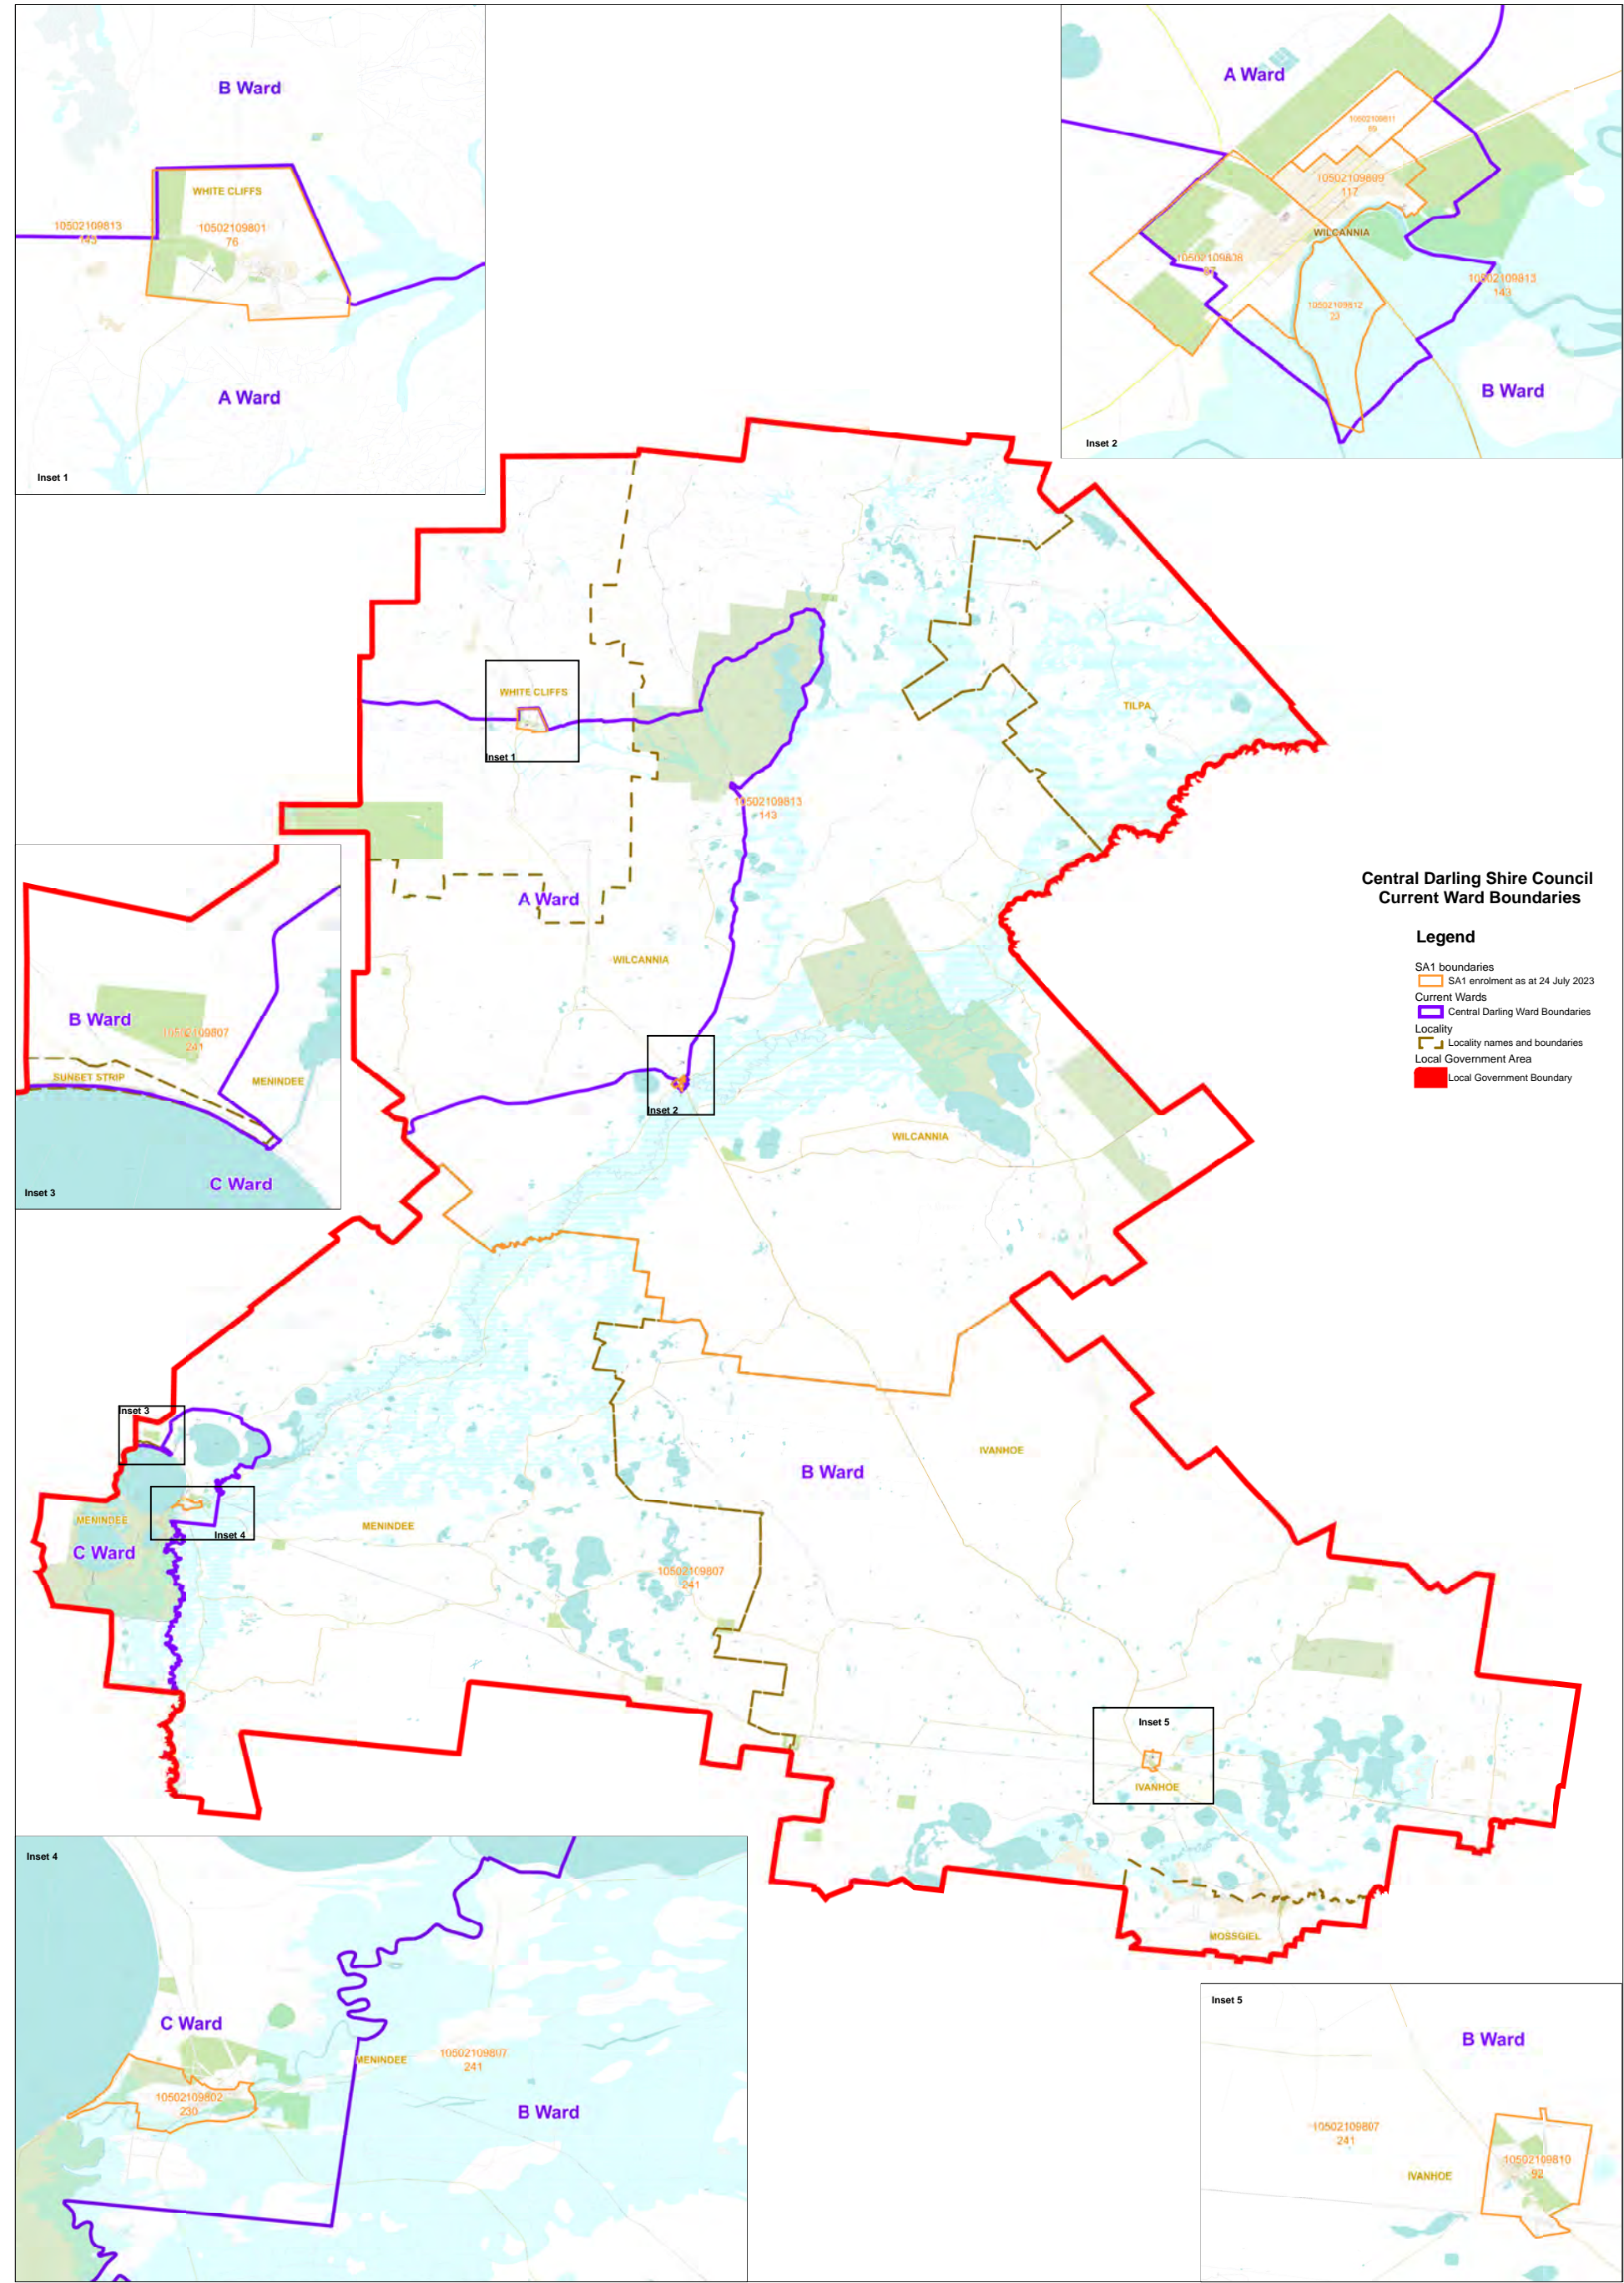 B Ward
WHITE CLIFFS
10502109813
143
10502109801
76
A Ward
Inset 1
A Ward
10502109811
10502109809
117
WILCANNIA
10502109813
143
10502109812
23
B Ward
Inset 2
WHITE CLIFFS
Inset 1
TILPA
10502109813
143
A Ward
WILCANNIA
Inset 2
WILCANNIA
Central Darling Shire Council
Current Ward Boundaries
Legend
SA1 boundaries
SA1 enrolment as at 24 July 2023
Current Wards
Central Darling Ward Boundaries
Locality
Locality names and boundaries
Local Government Area
Local Government Boundary
B Ward
10502109807
241
SUNSET STRIP
MENINDEE
C Ward
Inset 3
Inset 3
IVANHOE
B Ward
MENINDEE
MENINDEE
Inset 4
C Ward
10502109807
241
Inset 5
IVANHOE
MOSSGIEL
Inset 4
C Ward
MENINDEE
10502109807
241
10502109802
230
B Ward
Inset 5
B Ward
10502109807
241
10502109810
92
IVANHOE